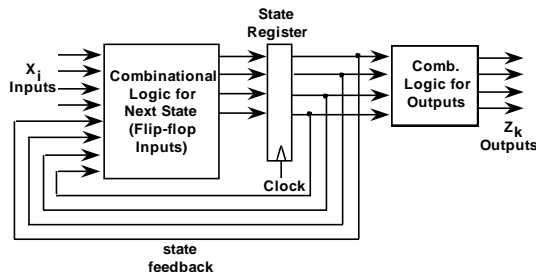 State
Register
X i
Inputs
Combinational
Logic for
Next State
(Flip-flop
Inputs)
Comb.
Logic for
Outputs
Z k
Outputs
Clock
state
feedback